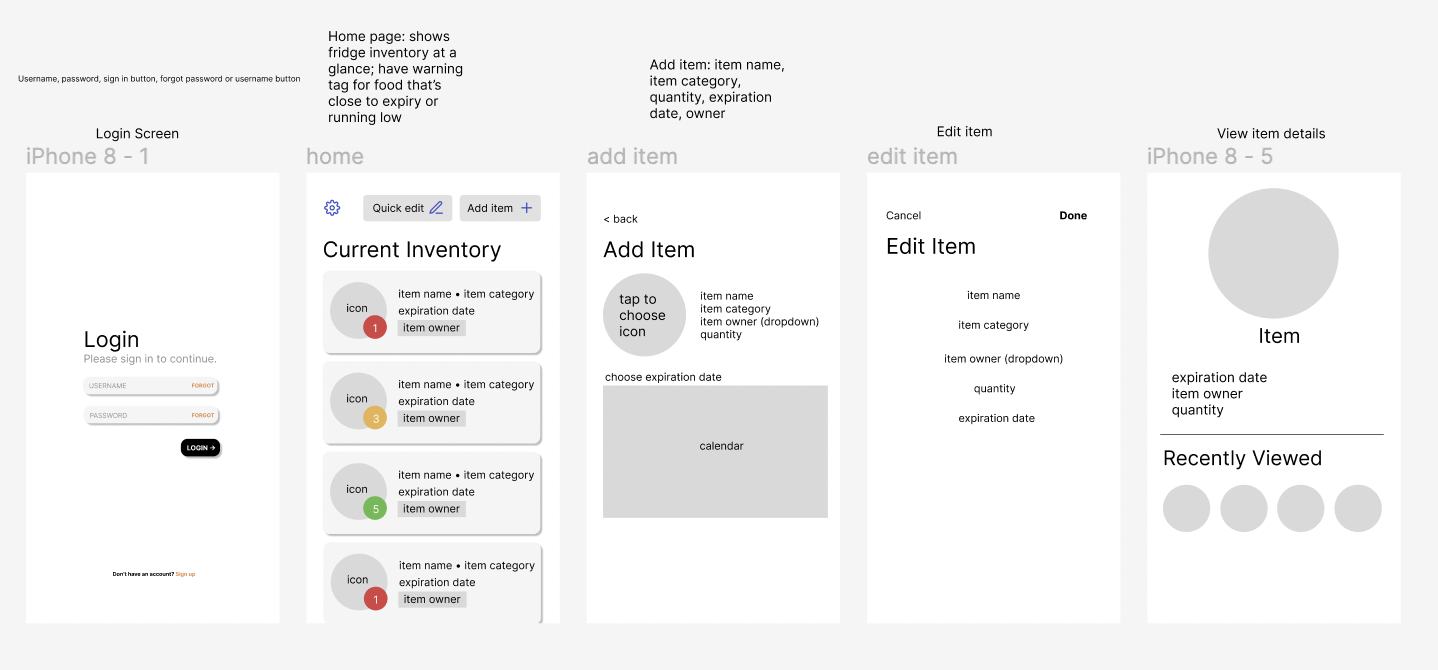 Username, password, sign in button, forgot password or username button
Login Screen
iPhone 8 - 1
Login
Please sign in to continue.
USERNAME FORGOT
PASSWORD FORGOT
LOGIN →
Don't have an account? Sign up
Home page: shows
fridge inventory at a
glance; have warning
tag for food that’s
close to expiry or
running low
home
Quick edit
Add item +
Current Inventory
icon
1
item name • item category
expiration date
item owner
icon
3
item name • item category
expiration date
item owner
icon
5
item name • item category
expiration date
item owner
icon
1
item name • item category
expiration date
item owner
Add item: item name,
item category,
quantity, expiration
date, owner
add item
< back
Add Item
tap to
choose
icon
item name
item category
item owner (dropdown)
quantity
choose expiration date
calendar
Edit item
edit item
Cancel
Done
Edit Item
item name
item category
item owner (dropdown)
quantity
expiration date
View item details
iPhone 8 - 5
Item
expiration date
item owner
quantity
Recently Viewed